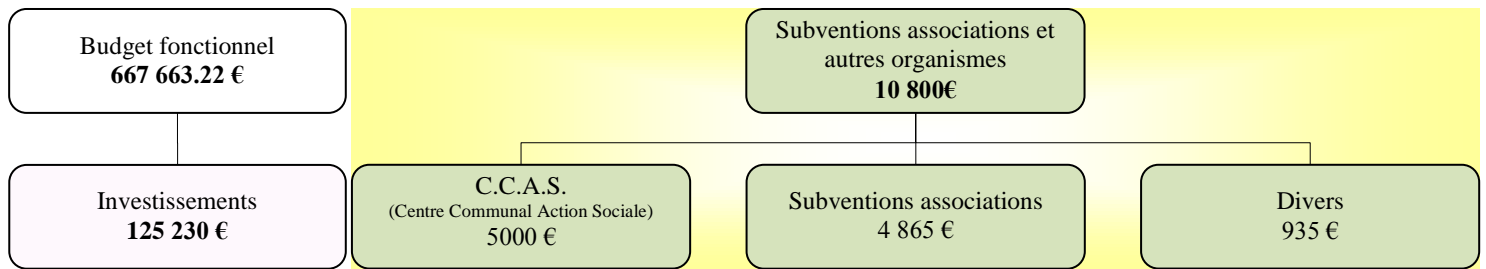 Budget fonctionnel
667 663.22 €
Subventions associations et
autres organismes
10 800€
Investissements
125 230 €
C.C.A.S.
(Centre Communal Action Sociale)
5000 €
Subventions associations
4 865 €
Divers
935 €